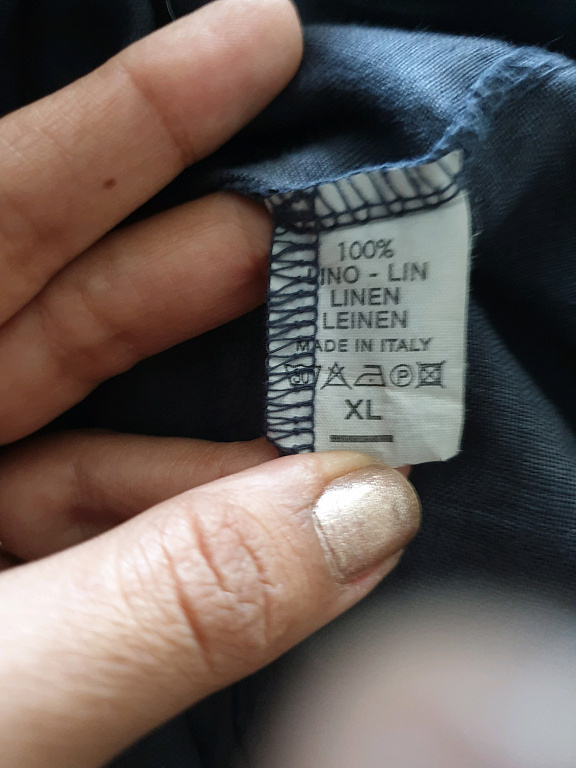 100%
LINO - LIN
LINEN
LEINEN
MADE IN ITALY
P
XL